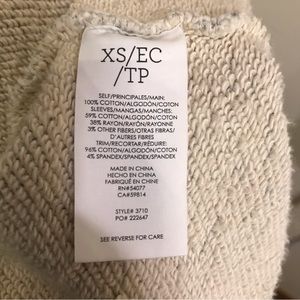 XS/EC
/TP
SELF/PRINCIPALES/MAIN:
100% COTTON/ALGODÓN/COTON
SLEEVES/MANGAS/MANCHES:
59% COTTON/ALGODÓN/COTON
38% RAYON/RAYÓN/RAYONNE
3% OTHER FIBERS/OTRAS FIBRAS/
D'AUTRES FIBRES
TRIM/RECORTAR/RÉDUIRE:
96% COTTON/ALGODÓN/COTON
4% SPANDEX/SPANDEX/SPANDEX
MADE IN CHINA
HECHO EN CHINA
FABRIQUÉ EN CHINE
RN#54077
CA#59814
STYLE# 3710
PO# 222647
SEE REVERSE FOR CARE